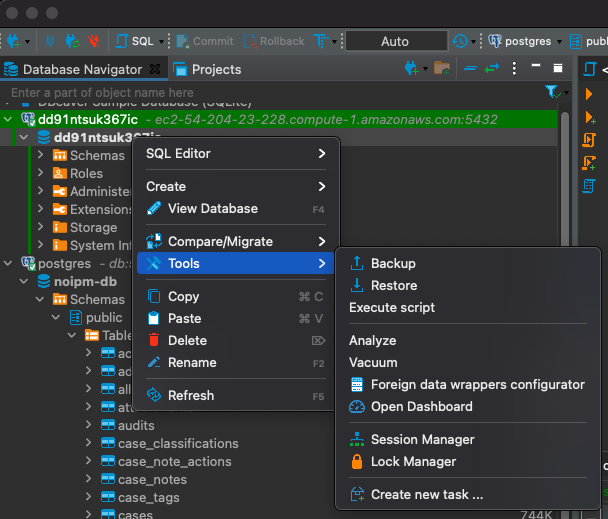 SQL
Commit
Rollback
Auto
postgres
publ
Database Navigator
Projects
Enter a part of object name here
DBeaver Sample Database (SQLite)
dd91ntsuk367ic - ec2-54-204-23-228.compute-1.amazonaws.com:5432
dd91ntsuk367ic
Schemas
Roles
Administe
Extensions
Storage
System Inf
postgres - db:5
noipm-db
Schemas
public
Table
ac
ad
all
att
audits
case_classifications
case_note_actions
case_notes
case_tags
cases
744K
SQL Editor
Create
View Database F4
Compare/Migrate
Tools
Copy ⌘ C
Paste ⌘ V
Delete ⌦
Rename F2
Refresh F5
Backup
Restore
Execute script
Analyze
Vacuum
Foreign data wrappers configurator
Open Dashboard
Session Manager
Lock Manager
Create new task ...